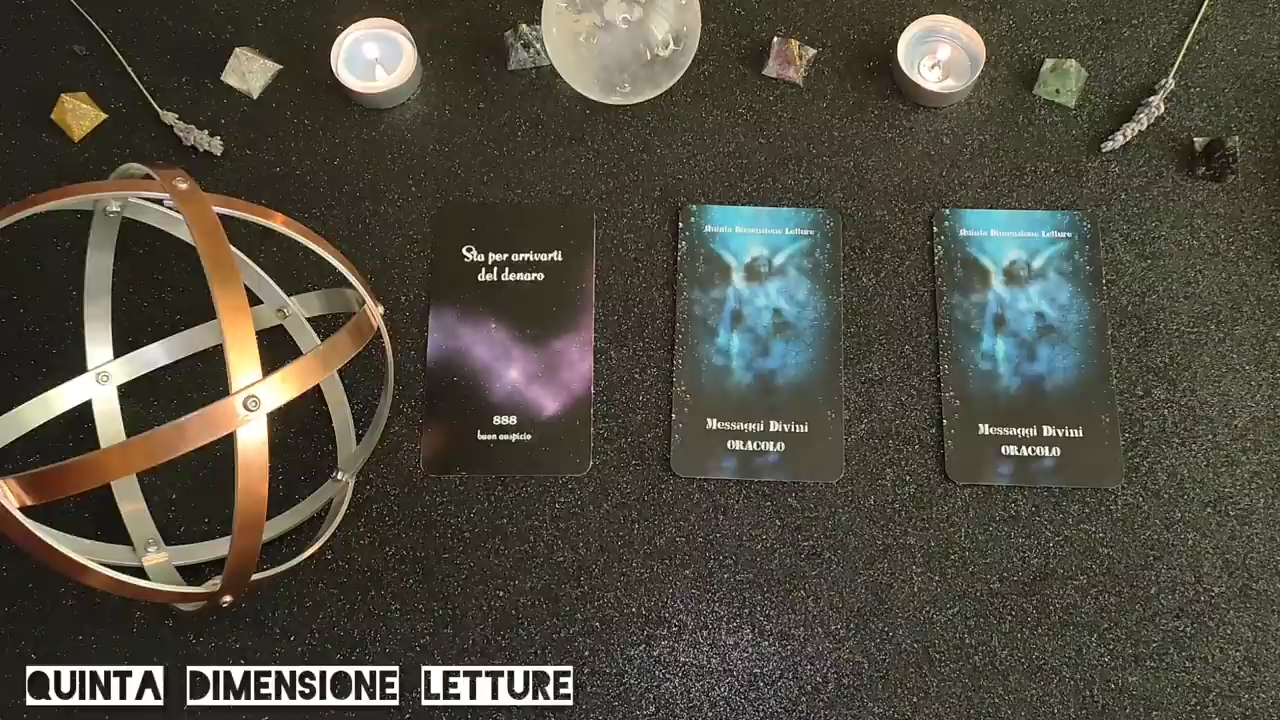 Sta per arrivarti
del denaro
888
buon auspicio
Quinta Dimensione Letture
Messaggi Divini
ORACOLO
Quinta Dimensione Letture
Messaggi Divini
ORACOLO
QUINTA DIMENSIONE LETTURE